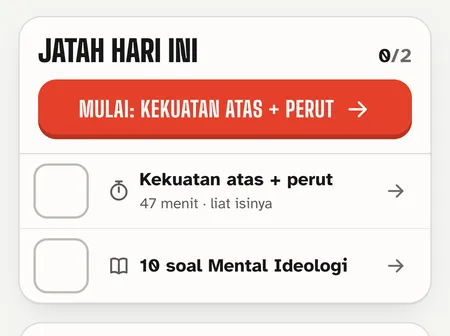 JATAH HARI INI
0/2
MULAI: KEKUATAN ATAS + PERUT →
Kekuatan atas + perut →
47 menit · liat isinya
10 soal Mental Ideologi →